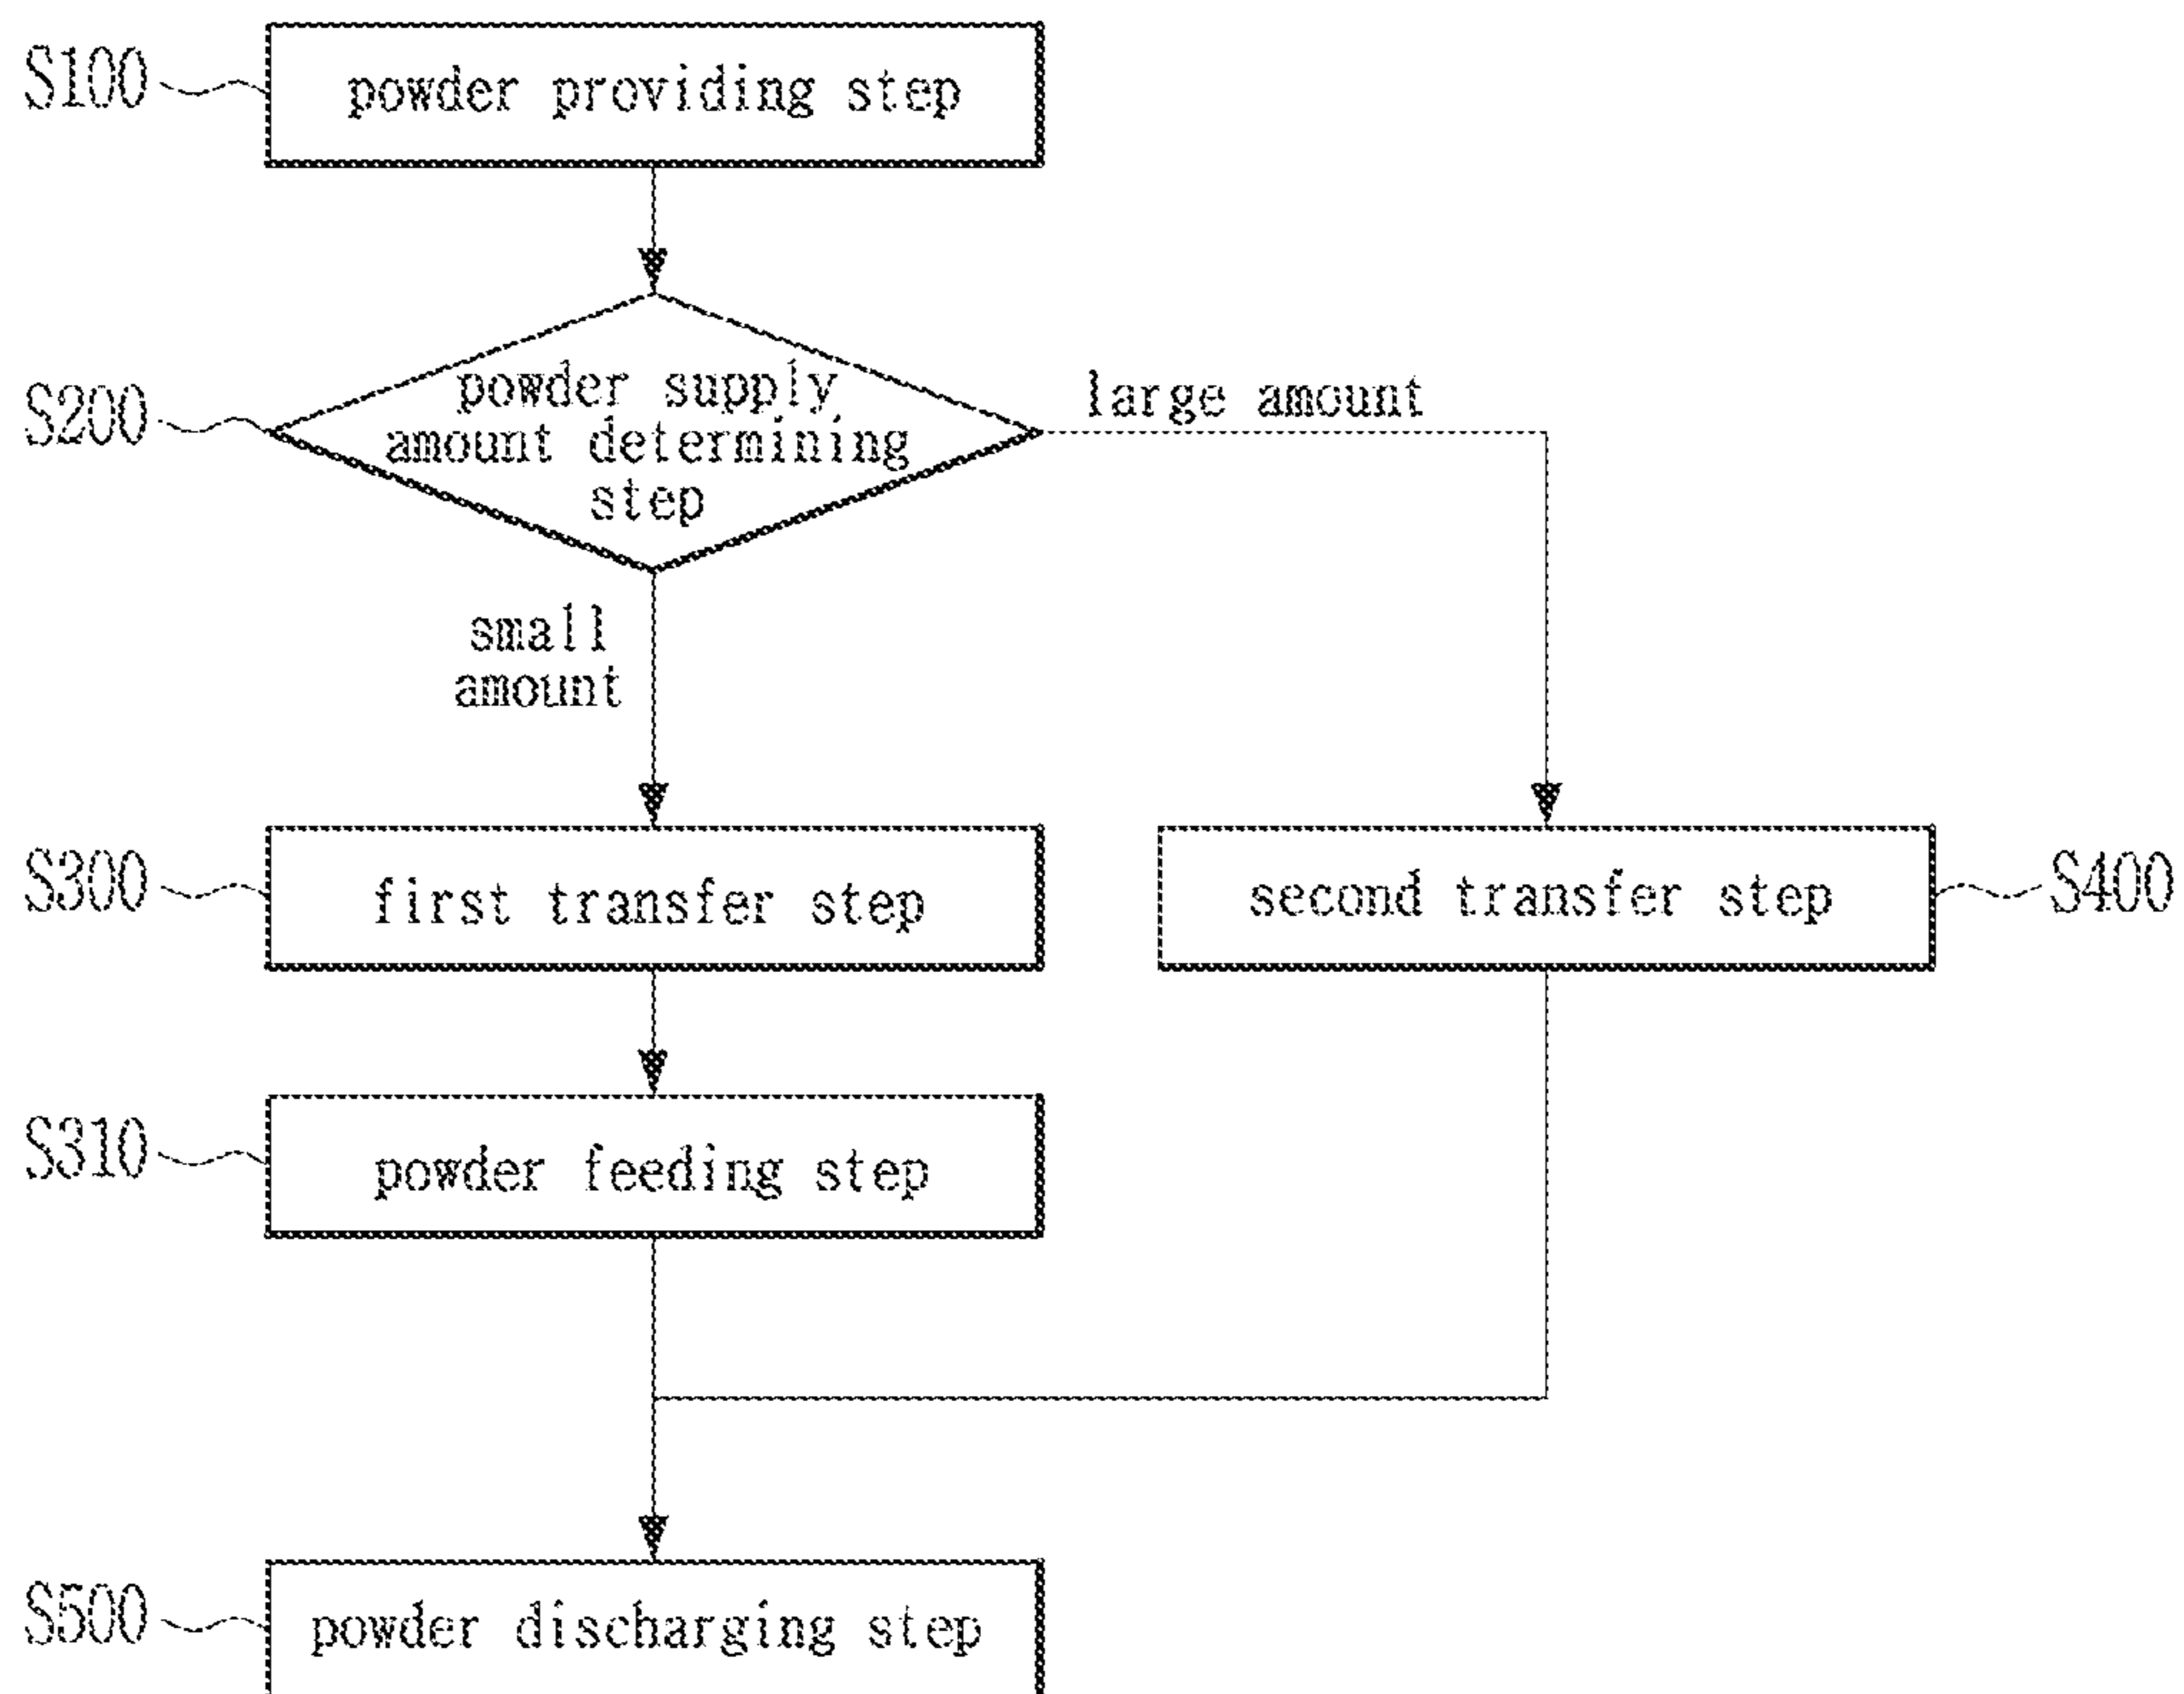 S100
powder providing step
S200
powder supply
amount determining
step
large amount
small
amount
S300
first transfer step
second transfer step
S400
S310
powder feeding step
S500
powder discharging step